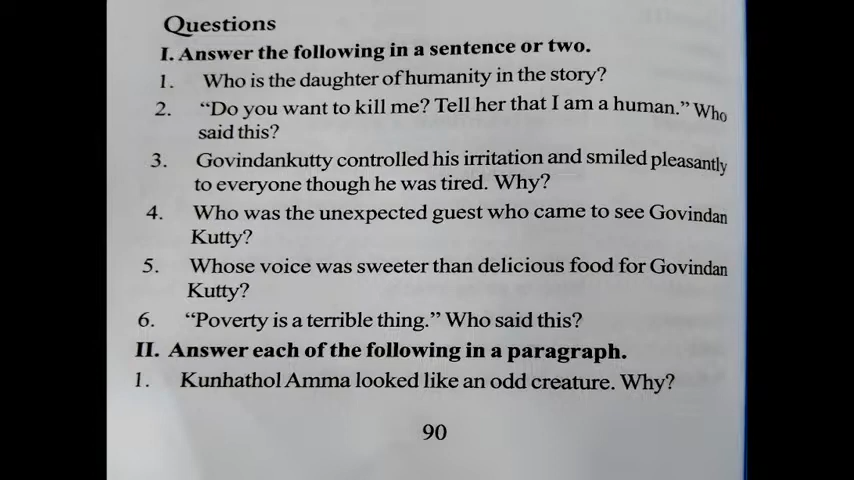 Questions
I. Answer the following in a sentence or two.
1. Who is the daughter of humanity in the story?
2. “Do you want to kill me? Tell her that I am a human.” Who
said this?
3. Govindankutty controlled his irritation and smiled pleasantly
to everyone though he was tired. Why?
4. Who was the unexpected guest who came to see Govindan
Kutty?
5. Whose voice was sweeter than delicious food for Govindan
Kutty?
6. “Poverty is a terrible thing.” Who said this?
II. Answer each of the following in a paragraph.
1. Kunhathol Amma looked like an odd creature. Why?
90